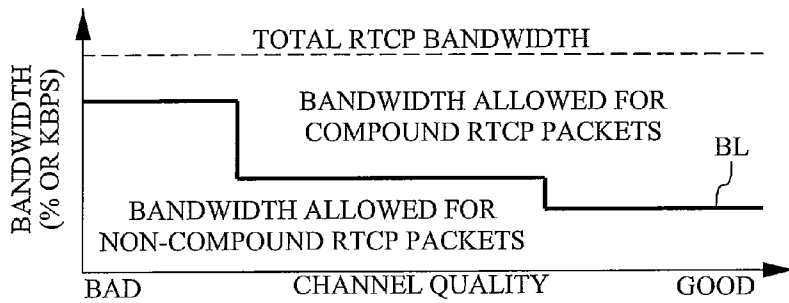 TOTAL RTCP BANDWIDTH
BANDWIDTH ALLOWED FOR
COMPOUND RTCP PACKETS
BL
BANDWIDTH
(% OR KBPS)
BANDWIDTH ALLOWED FOR
NON-COMPOUND RTCP PACKETS
BAD
CHANNEL QUALITY
GOOD